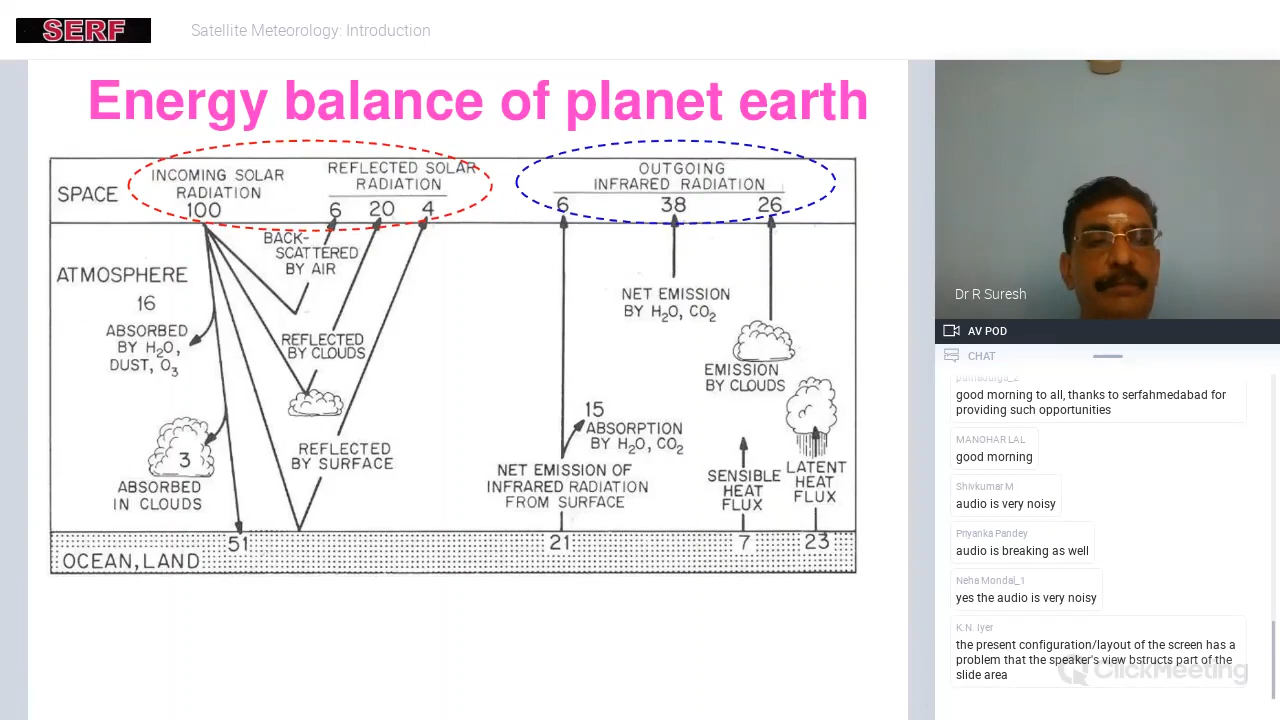 SERF
Satellite Meteorology: Introduction
Energy balance of planet earth
SPACE
INCOMING SOLAR
RADIATION
100
REFLECTED SOLAR
RADIATION
6 20 4
OUTGOING
INFRARED RADIATION
6 38 26
BACK-
SCATTERED
BY AIR
ATMOSPHERE
16
ABSORBED
BY H2O,
DUST, O3
REFLECTED
BY CLOUDS
NET EMISSION
BY H2O, CO2
EMISSION
BY CLOUDS
15
ABSORPTION
BY H2O, CO2
3
ABSORBED
IN CLOUDS
REFLECTED
BY SURFACE
NET EMISSION OF
INFRARED RADIATION
FROM SURFACE
SENSIBLE
HEAT
FLUX
LATENT
HEAT
FLUX
51 21 7 23
OCEAN, LAND
Dr R Suresh
AV POD
CHAT
good morning to all, thanks to serfahmedabad for
providing such opportunities
MANOHAR LAL
good morning
Shivkumar M
audio is very noisy
Priyanka Pandey
audio is breaking as well
Neha Mondal_1
yes the audio is very noisy
K.N. Iyer
the present configuration/layout of the screen has a
problem that the speaker's view bstructs part of the
slide area
ClickMeeting